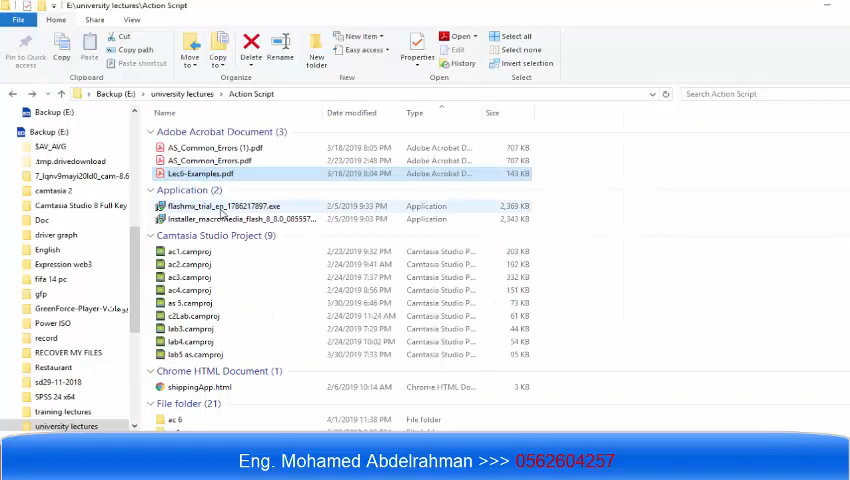 E:\university lectures\Action Script
File
Home
Share
View
Pin to Quick access
Copy
Paste
Cut
Copy path
Paste shortcut
Move to
Copy to
Delete
Rename
New folder
New item
Easy access
Properties
Open
Edit
History
Select all
Select none
Invert selection
Clipboard
Organize
New
Open
Select
Backup (E:) › university lectures › Action Script
Search Action Script
Name
Date modified
Type
Size
Backup (E:)
Backup (E:)
$AV_AVG
.tmp.drivedownload
7_lqnv9mayi20ld0_cam-8.6
camtasia 2
Camtasia Studio 8 Full Key
Doc
driver graph
English
Expression web3
fifa 14 pc
gfp
Power ISO
record
RECOVER MY FILES
Restaurant
sd29-11-2018
SPSS 24 x64
training lectures
university lectures
Adobe Acrobat Document (3)
AS_Common_Errors (1).pdf 3/18/2019 8:05 PM Adobe Acrobat D... 707 KB
AS_Common_Errors.pdf 2/23/2019 2:48 PM Adobe Acrobat D... 707 KB
Lec6-Examples.pdf 3/18/2019 8:04 PM Adobe Acrobat D... 143 KB
Application (2)
flashmx_trial_en_1786217897.exe 2/5/2019 9:33 PM Application 2,369 KB
Installer_macromedia_flash_8_8.0_085557... 2/5/2019 9:03 PM Application 2,343 KB
Camtasia Studio Project (9)
ac1.camproj 2/23/2019 9:32 PM Camtasia Studio P... 203 KB
ac2.camproj 2/24/2019 9:41 AM Camtasia Studio P... 192 KB
ac3.camproj 2/24/2019 7:37 PM Camtasia Studio P... 332 KB
ac4.camproj 2/24/2019 8:56 PM Camtasia Studio P... 151 KB
as 5.camproj 3/30/2019 6:46 PM Camtasia Studio P... 73 KB
c2Lab.camproj 2/24/2019 11:24 AM Camtasia Studio P... 61 KB
lab3.camproj 2/24/2019 7:29 PM Camtasia Studio P... 44 KB
lab4.camproj 2/24/2019 10:02 PM Camtasia Studio P... 54 KB
lab5 as.camproj 3/30/2019 7:33 PM Camtasia Studio P... 95 KB
Chrome HTML Document (1)
shippingApp.html 2/6/2019 10:14 AM Chrome HTML Do... 3 KB
File folder (21)
ac 6 4/1/2019 11:38 PM File folder
Eng. Mohamed Abdelrahman >>> 0562604257